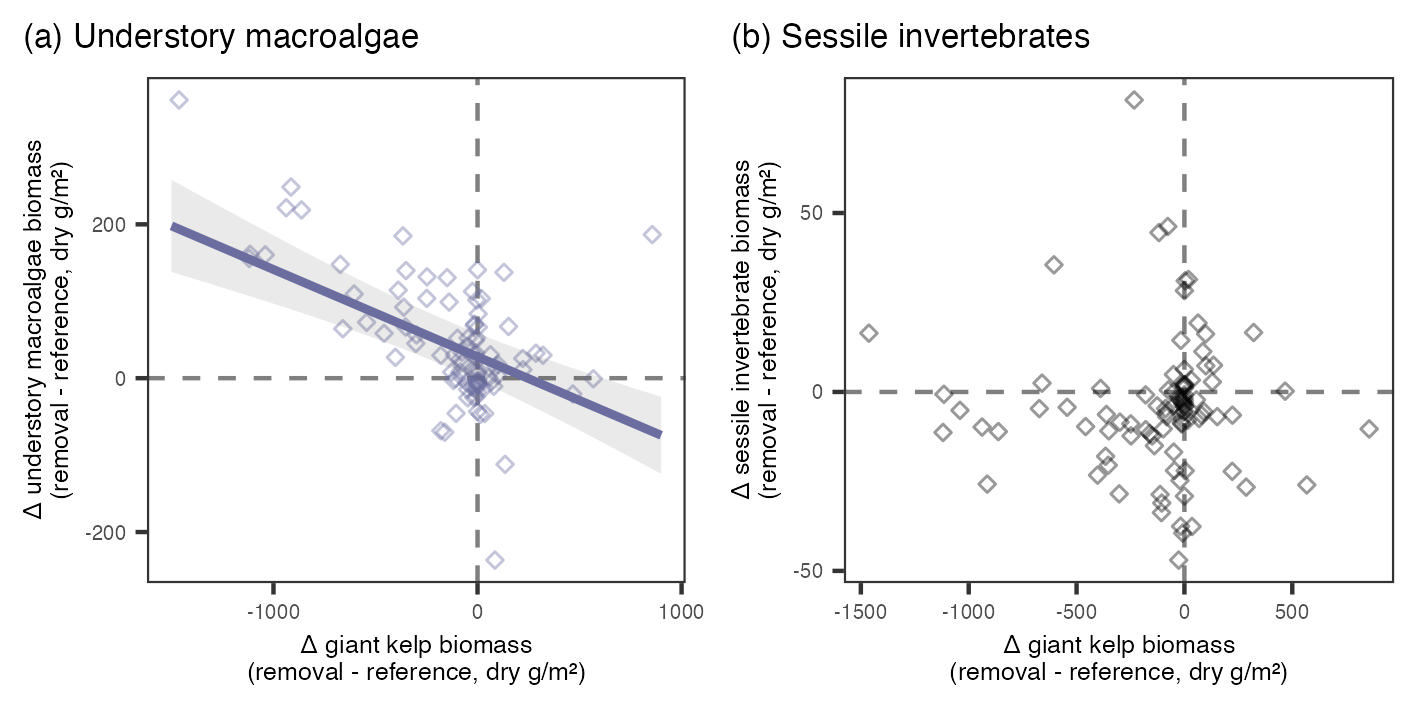 (a) Understory macroalgae
Δ understory macroalgae biomass
(removal - reference, dry g/m²)
200
0
-200
-1000
0
1000
Δ giant kelp biomass
(removal - reference, dry g/m²)
(b) Sessile invertebrates
Δ sessile invertebrate biomass
(removal - reference, dry g/m²)
50
0
-50
-1500
-1000
-500
0
500
Δ giant kelp biomass
(removal - reference, dry g/m²)